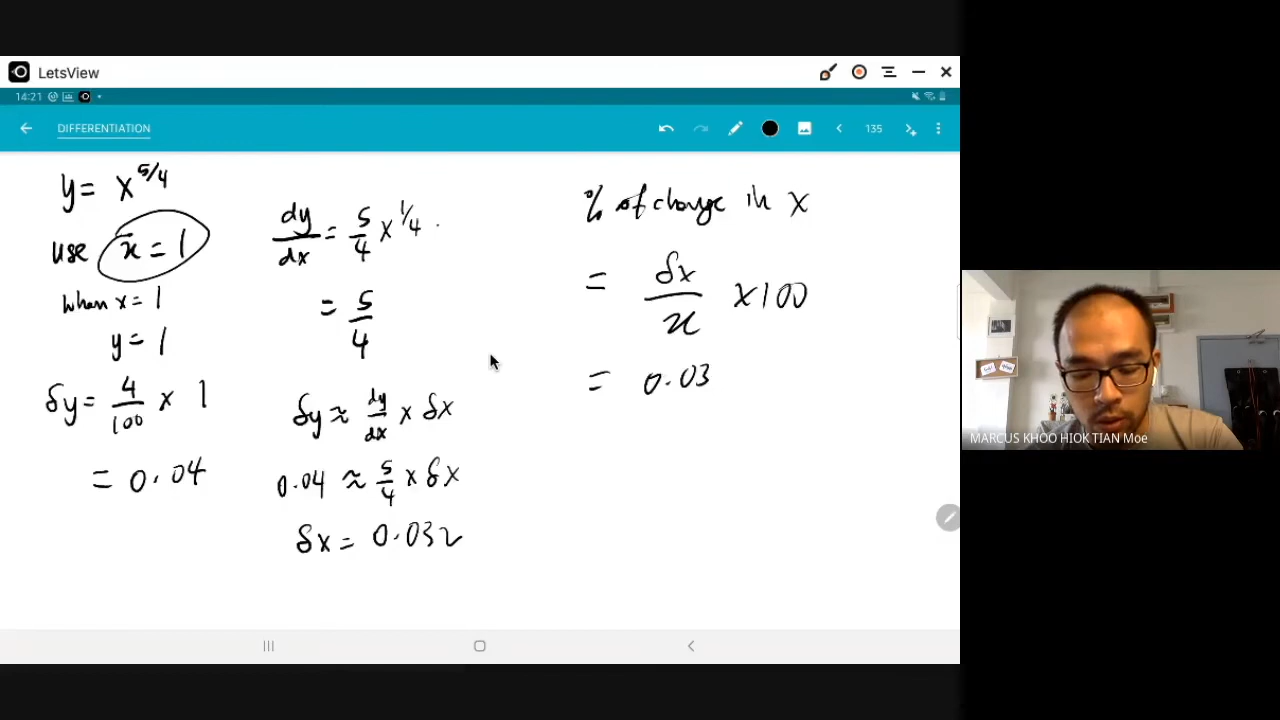 LetsView
14:21
DIFFERENTIATION
135
y = x^5/4
use x = 1
when x = 1
y = 1
δy = 4/100 × 1
= 0.04
dy/dx = 5/4 x^1/4
= 5/4
δy ≈ dy/dx × δx
0.04 ≈ 5/4 × δx
δx = 0.032
% of change in x
= δx/x ×100
= 0.03
MARCUS KHOO HIOK TIAN Moe